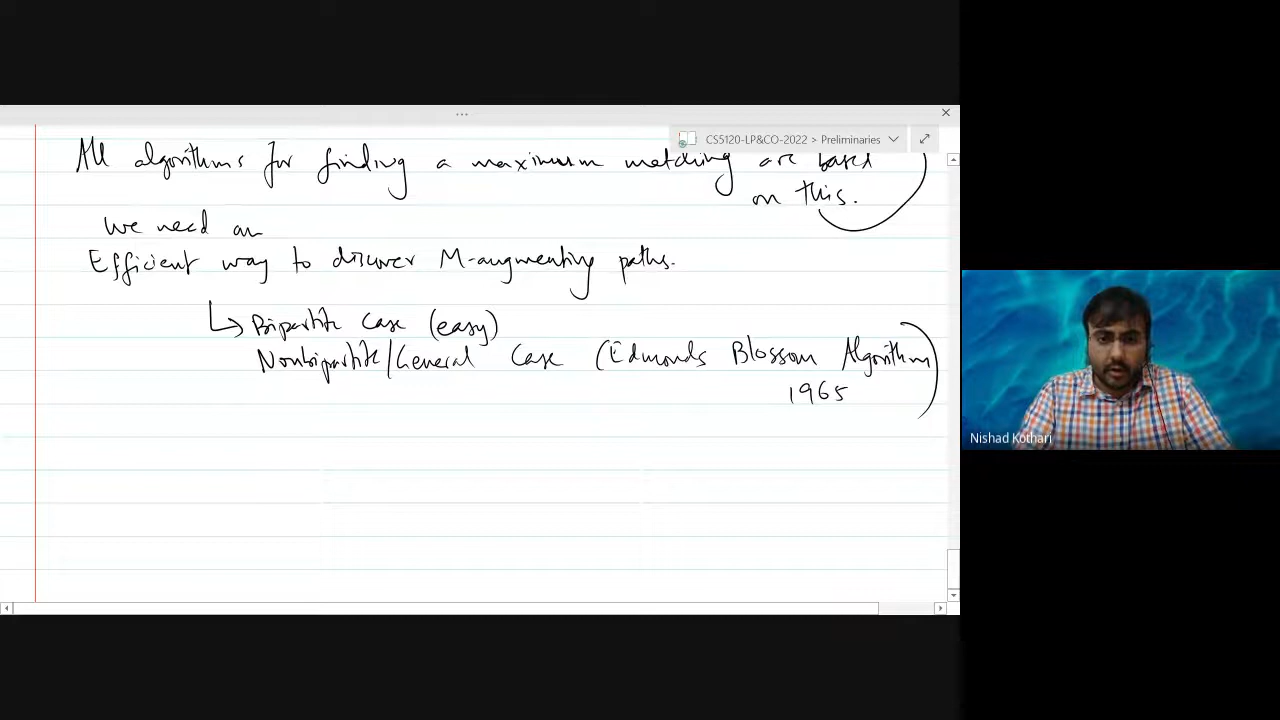 CS5120-LP&CO-2022 > Preliminaries
All algorithms for finding a maximum matching are based
on this.
We need an
Efficient way to discover M-augmenting paths.
Bipartite Case (easy)
Nonbipartite/General Case (Edmonds Blossom Algorithm
1965)
Nishad Kothari